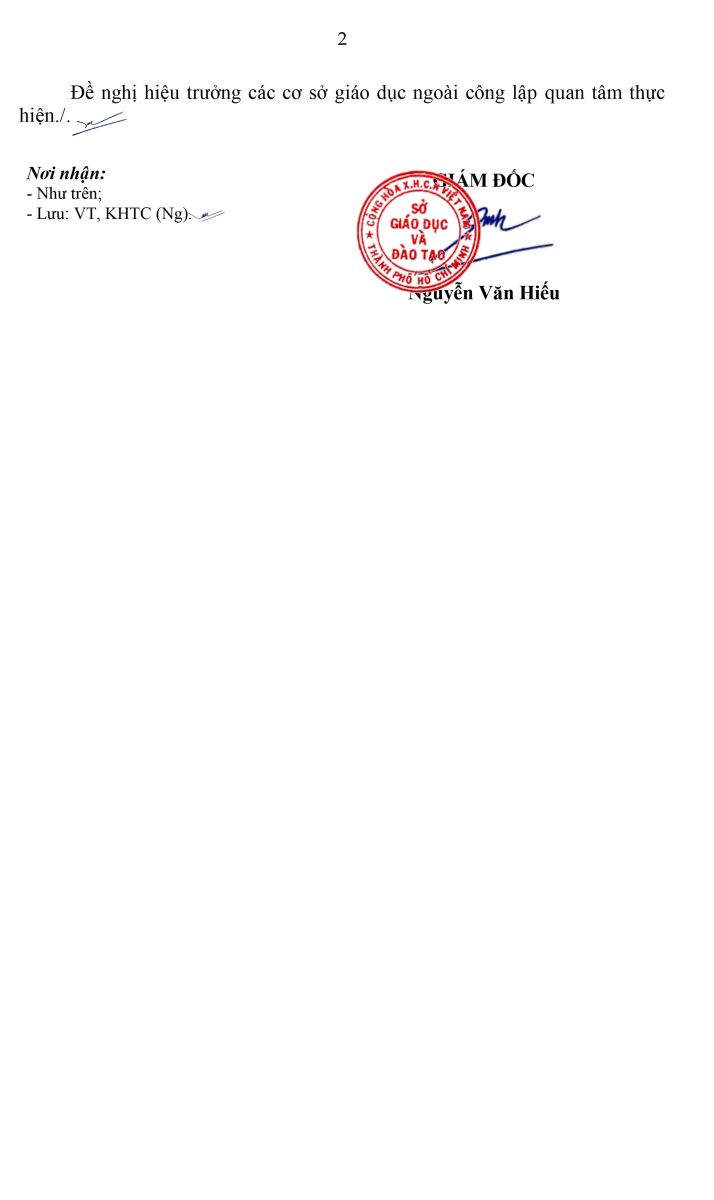 2
Đề nghị hiệu trưởng các cơ sở giáo dục ngoài công lập quan tâm thực
hiện./.
Nơi nhận:
- Như trên;
- Lưu: VT, KHTC (Ng).
GIÁM ĐỐC
CỘNG HÒA X.H.C.N VIỆT NAM
SỞ
GIÁO DỤC
VÀ
ĐÀO TẠO
★ THÀNH PHỐ HỒ CHÍ MINH ★
Nguyễn Văn Hiếu